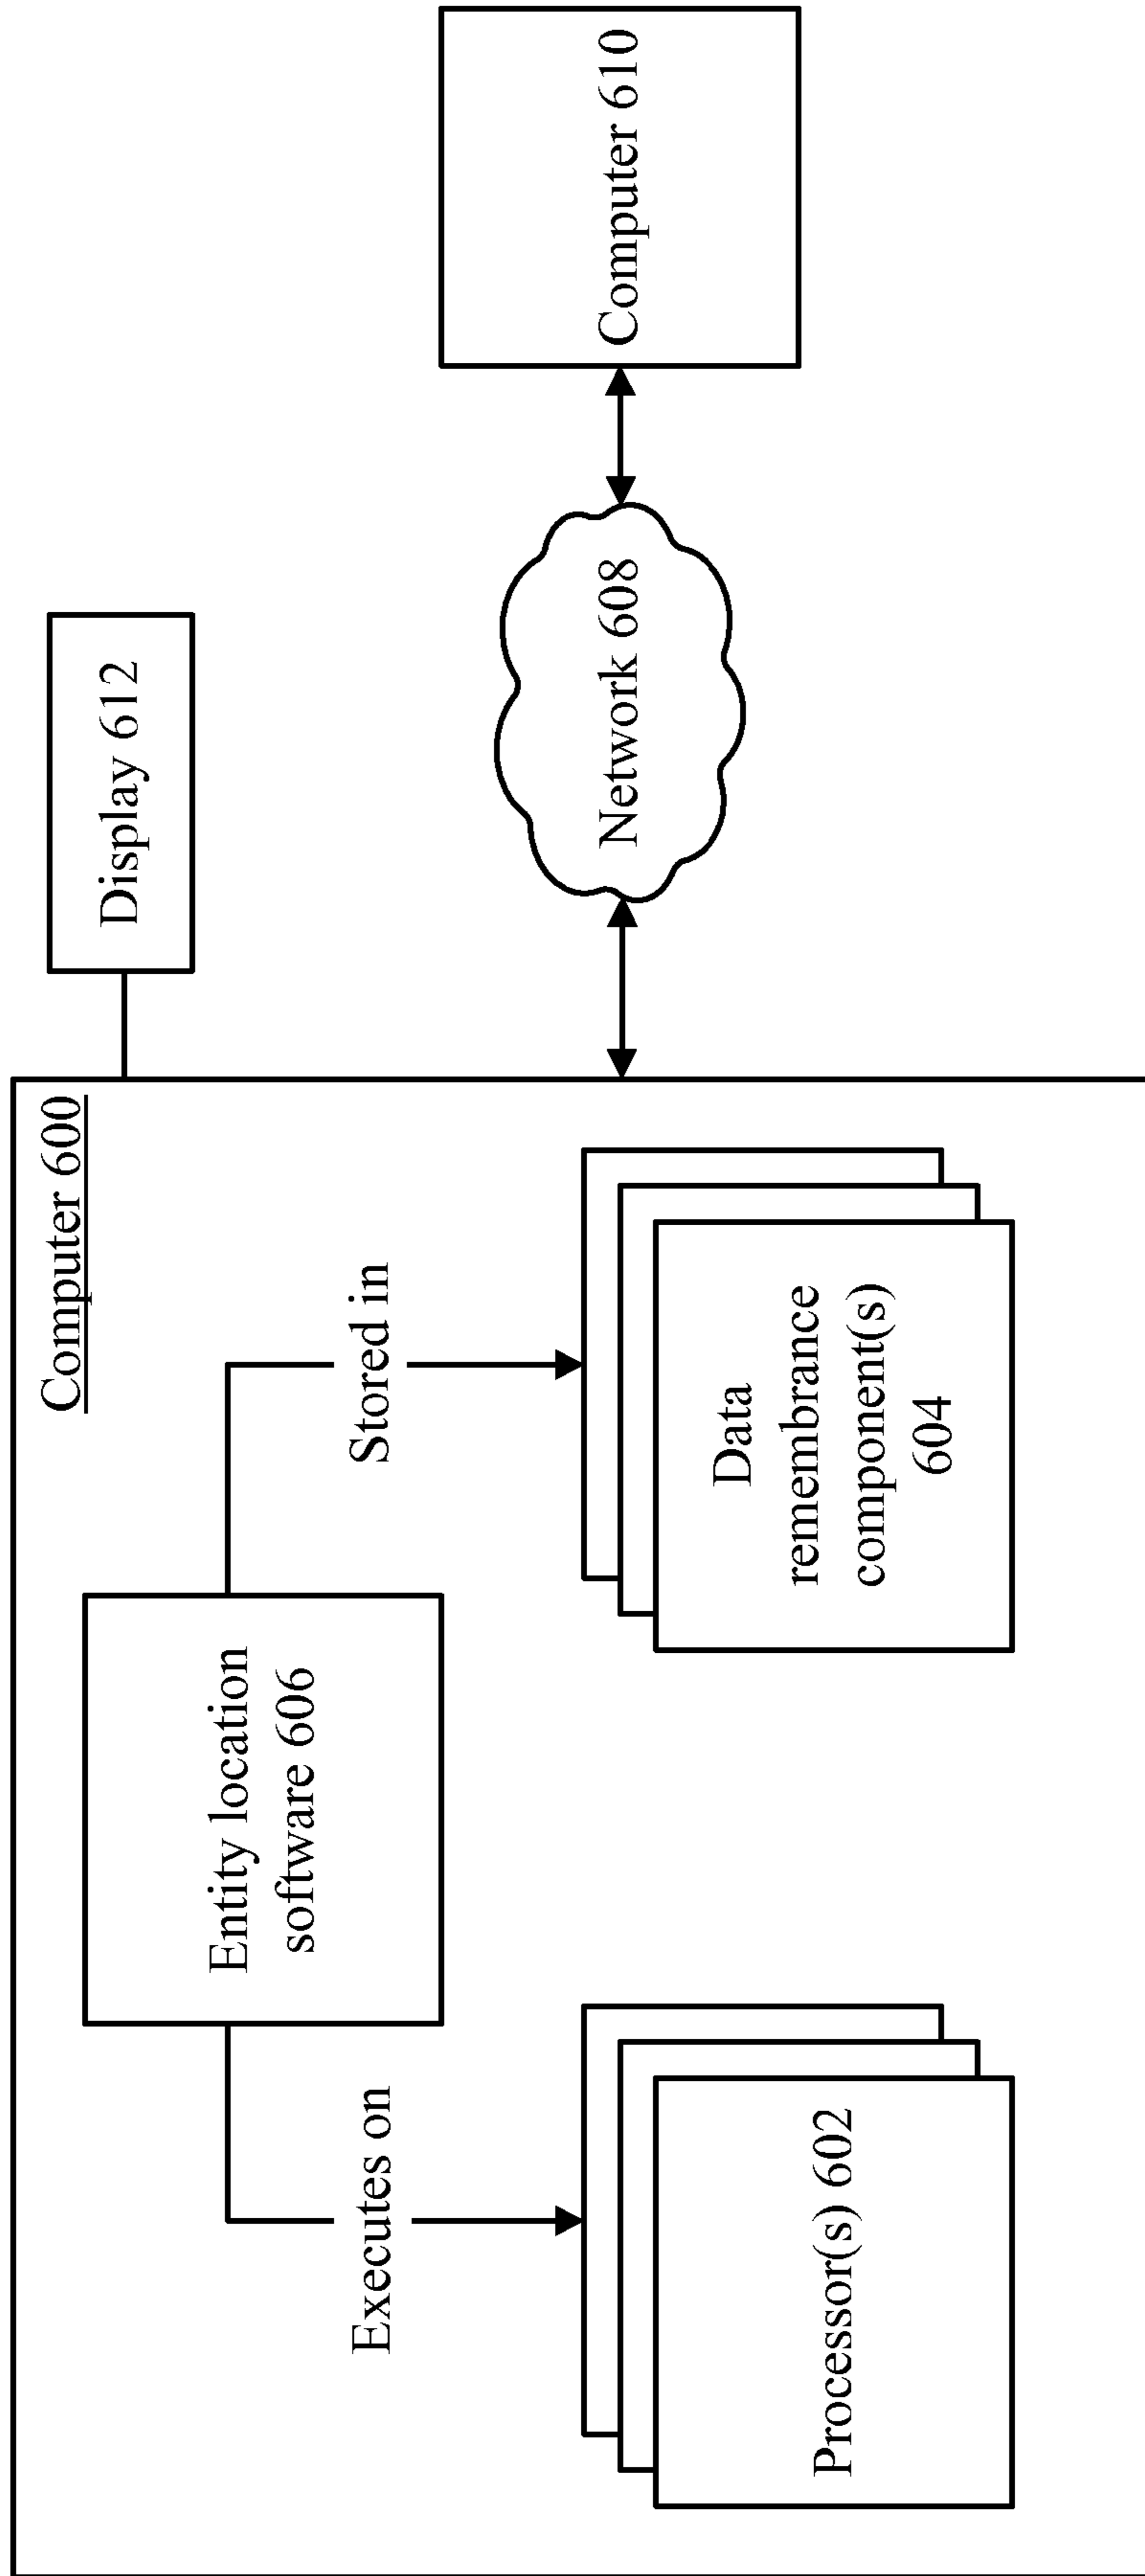 Computer 600
Entity location
software 606
Executes on
Stored in
Processor(s) 602
Data
remembrance
component(s)
604
Display 612
Network 608
Computer 610